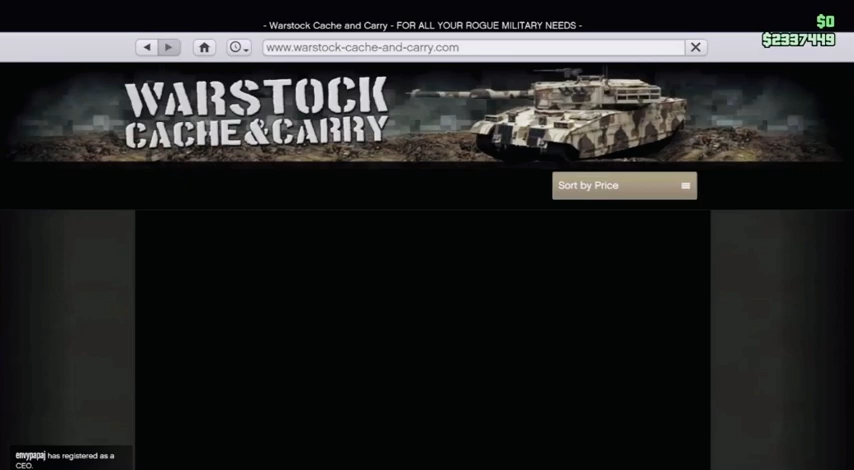 - Warstock Cache and Carry - FOR ALL YOUR ROGUE MILITARY NEEDS -
$0
$2337449
www.warstock-cache-and-carry.com
WARSTOCK
CACHE&CARRY
Sort by Price
envypapaj has registered as a
CEO.